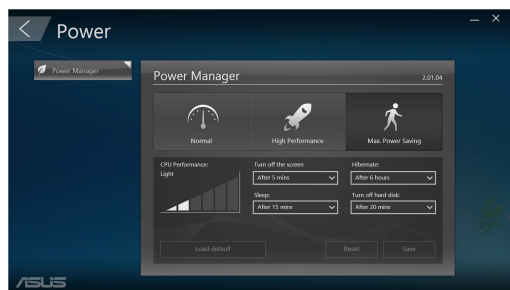 Power
Power Manager
Power Manager 2.01.04
Normal High Performance Max. Power Saving
CPU Performance: Turn off the screen Hibernate:
Light After 5 mins After 6 hours
Sleep: Turn off hard disk:
After 15 mins After 20 mins
Load default Reset Save
ASUS